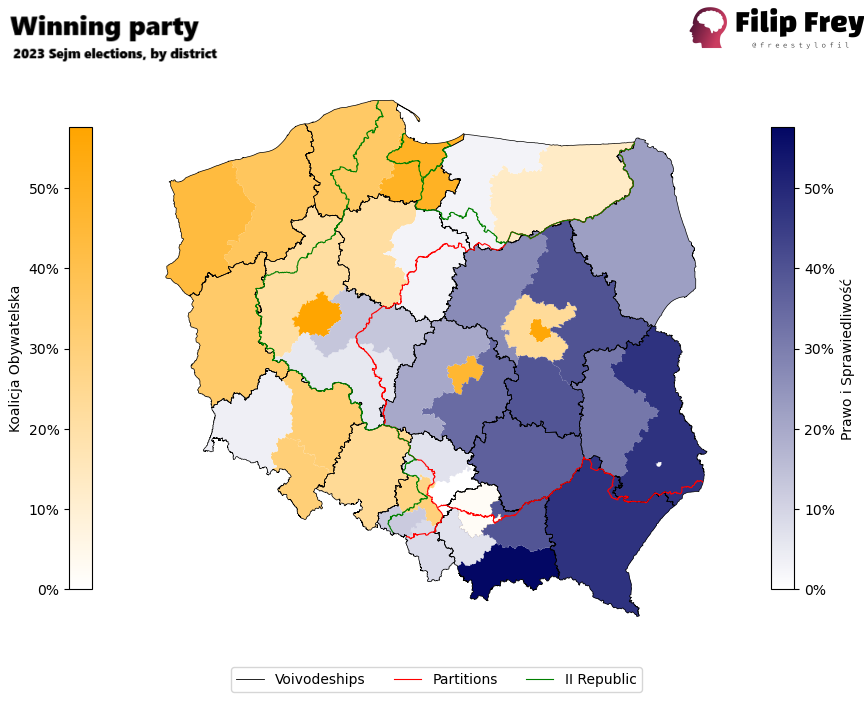 Winning party
2023 Sejm elections, by district
Filip Frey
@freestylofil
50%
40%
30%
20%
10%
0%
Koalicja Obywatelska
50%
40%
30%
20%
10%
0%
Prawo i Sprawiedliwość
Voivodeships
Partitions
II Republic